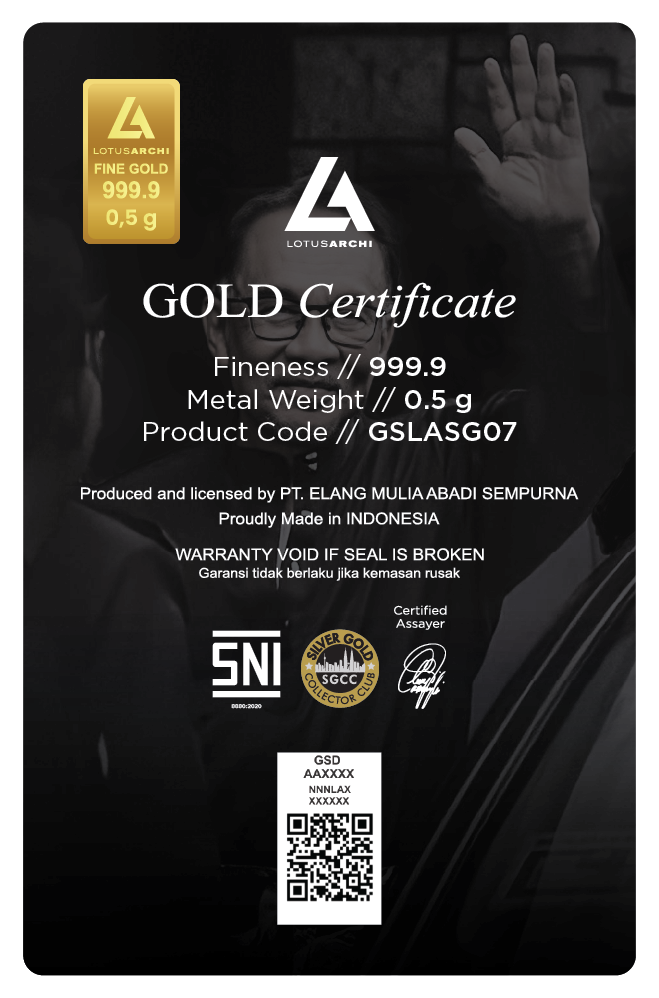 LOTUSARCHI
FINE GOLD
999.9
0,5 g
LOTUSARCHI
GOLD Certificate
Fineness // 999.9
Metal Weight // 0.5 g
Product Code // GSLASG07
Produced and licensed by PT. ELANG MULIA ABADI SEMPURNA
Proudly Made in INDONESIA
WARRANTY VOID IF SEAL IS BROKEN
Garansi tidak berlaku jika kemasan rusak
Certified
Assayer
SNI
8880:2020
SILVER GOLD
SGCC
COLLECTOR CLUB
GSD
AAXXXX
NNNLAX
XXXXXX